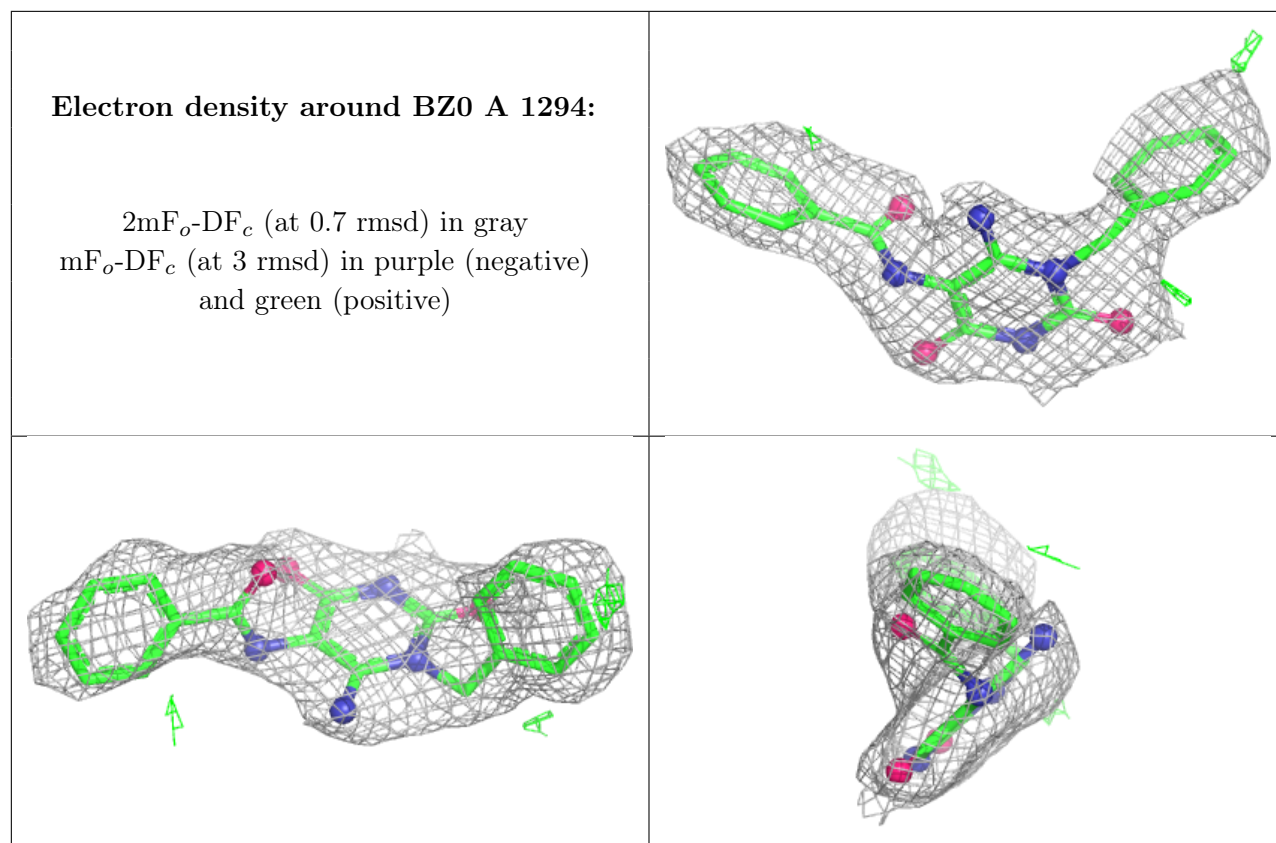 Electron density around BZ0 A 1294:
2mFo-DFc (at 0.7 rmsd) in gray
mFo-DFc (at 3 rmsd) in purple (negative)
and green (positive)